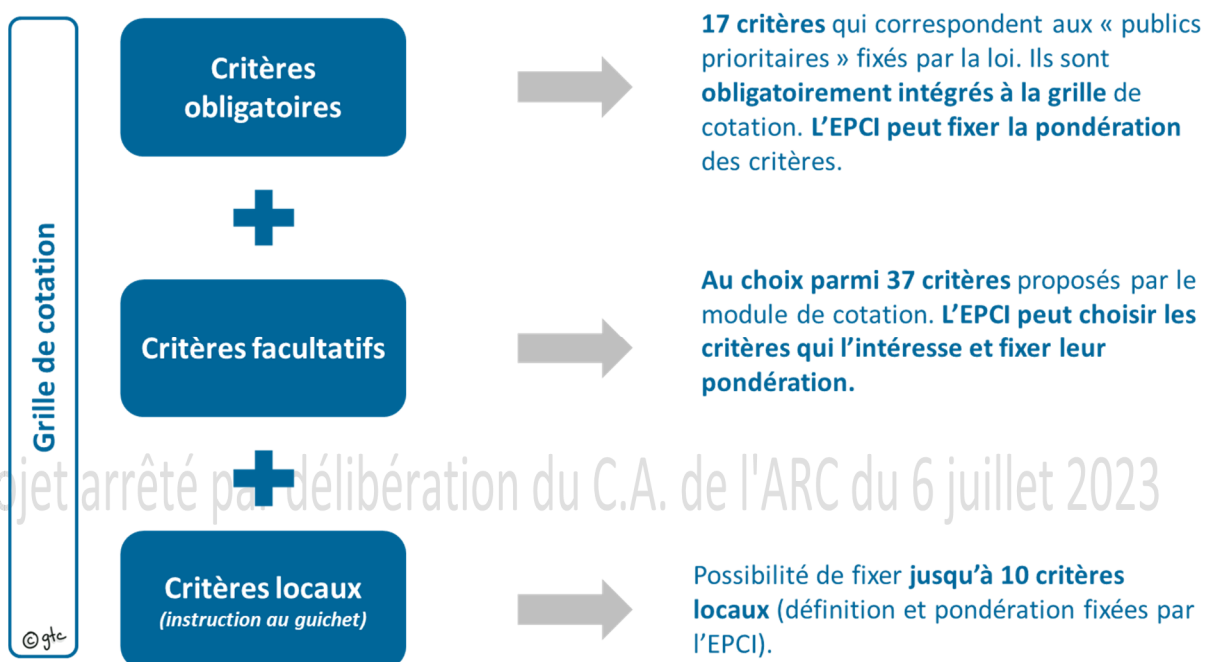 Grille de cotation
©gtc
Critères
obligatoires
17 critères qui correspondent aux « publics
prioritaires » fixés par la loi. Ils sont
obligatoirement intégrés à la grille de
cotation. L'EPCI peut fixer la pondération
des critères.
Critères facultatifs
Au choix parmi 37 critères proposés par le
module de cotation. L'EPCI peut choisir les
critères qui l'intéresse et fixer leur
pondération.
arrêté par délibération du C.A. de l'ARC du 6 juillet 2023
Critères locaux
(instruction au guichet)
Possibilité de fixer jusqu'à 10 critères
locaux (définition et pondération fixées par
l'EPCI).